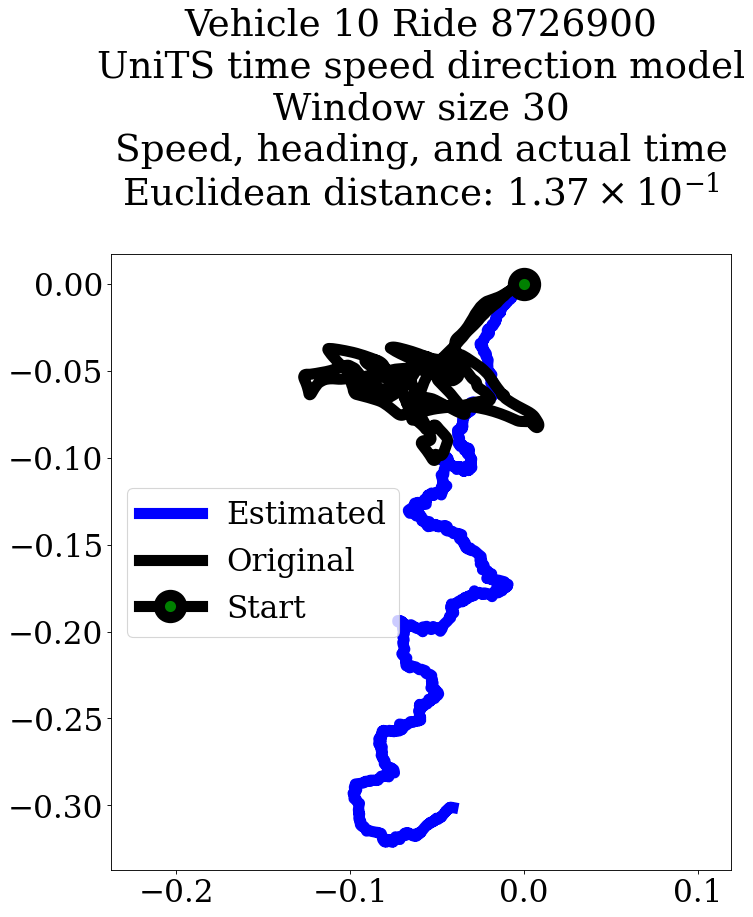 Vehicle 10 Ride 8726900
UniTS time speed direction model
Window size 30
Speed, heading, and actual time
Euclidean distance: 1.37 × 10⁻¹
0.00
−0.05
−0.10
−0.15
−0.20
−0.25
−0.30
Estimated
Original
Start
−0.2 −0.1 0.0 0.1